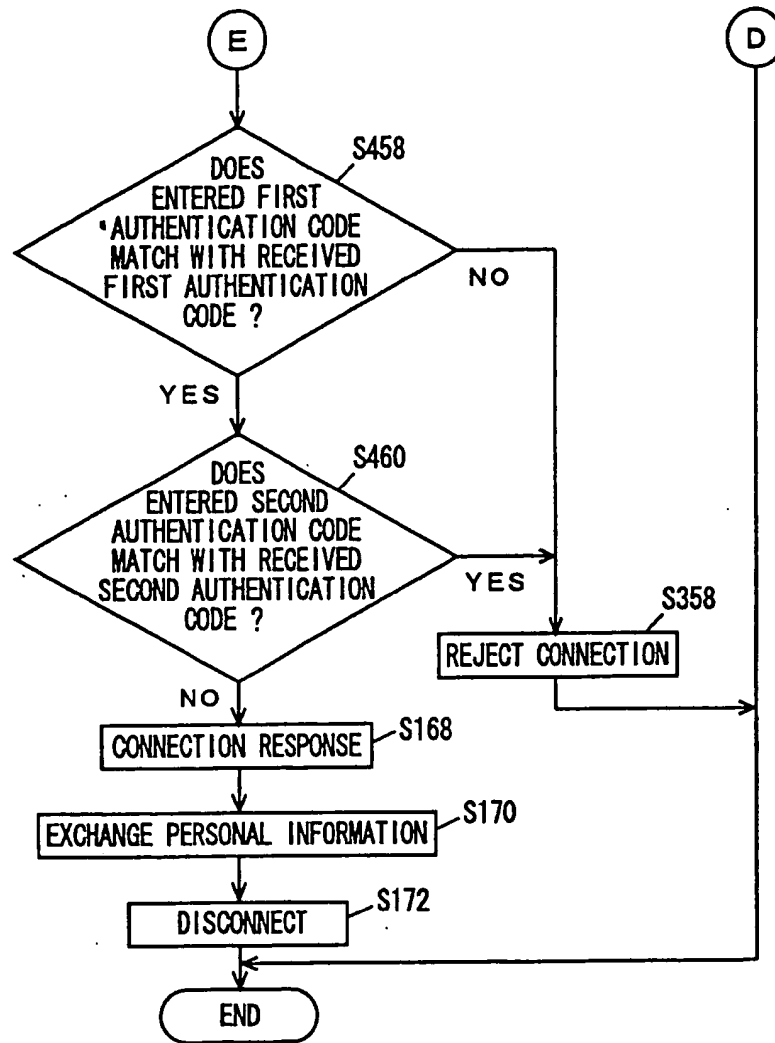 E
D
S458
DOES
ENTERED FIRST
AUTHENTICATION CODE
MATCH WITH RECEIVED
FIRST AUTHENTICATION
CODE ?
NO
YES
S460
DOES
ENTERED SECOND
AUTHENTICATION CODE
MATCH WITH RECEIVED
SECOND AUTHENTICATION
CODE ?
YES
S358
REJECT CONNECTION
NO
CONNECTION RESPONSE
S168
EXCHANGE PERSONAL INFORMATION
S170
DISCONNECT
S172
END